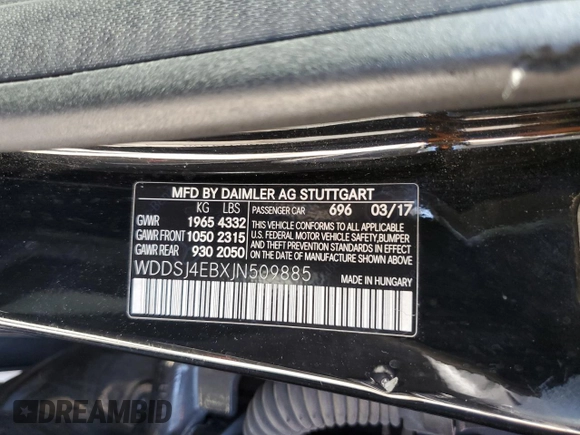 MFD BY DAIMLER AG STUTTGART
KG LBS
GVWR 1965 4332
GAWR FRONT 1050 2315
GAWR REAR 930 2050
PASSENGER CAR 696 03/17
THIS VEHICLE CONFORMS TO ALL APPLICABLE
U.S. FEDERAL MOTOR VEHICLE SAFETY,BUMPER
AND THEFT PREVENTION STANDARDS IN
EFFECT ON THE DATE OF
MANUFACTURE SHOWN ABOVE.
WDDSJ4EBXJN509885
MADE IN HUNGARY
DREAMBID